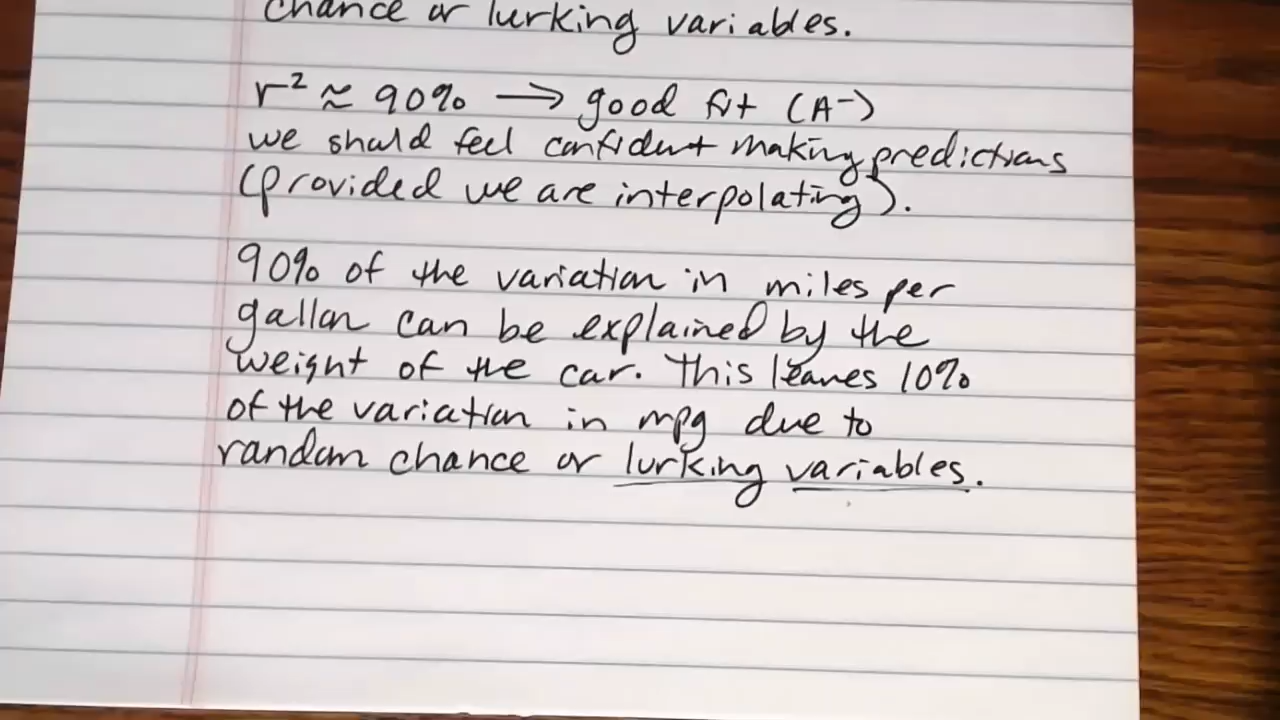 chance or lurking variables.
r² ≈ 90% → good fit (A-)
we should feel confident making predictions
(provided we are interpolating).
90% of the variation in miles per
gallon can be explained by the
weight of the car. This leaves 10%
of the variation in mpg due to
random chance or lurking variables.